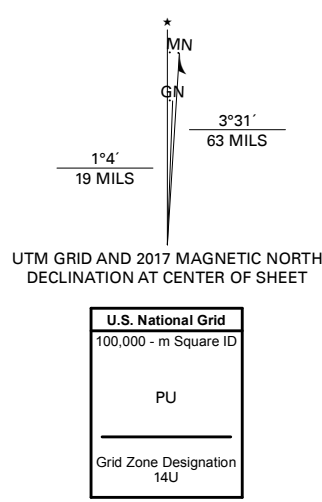 ★
MN
GN
3°31´
63 MILS
1°4´
19 MILS
UTM GRID AND 2017 MAGNETIC NORTH
DECLINATION AT CENTER OF SHEET
U.S. National Grid
100,000 - m Square ID
PU
Grid Zone Designation
14U